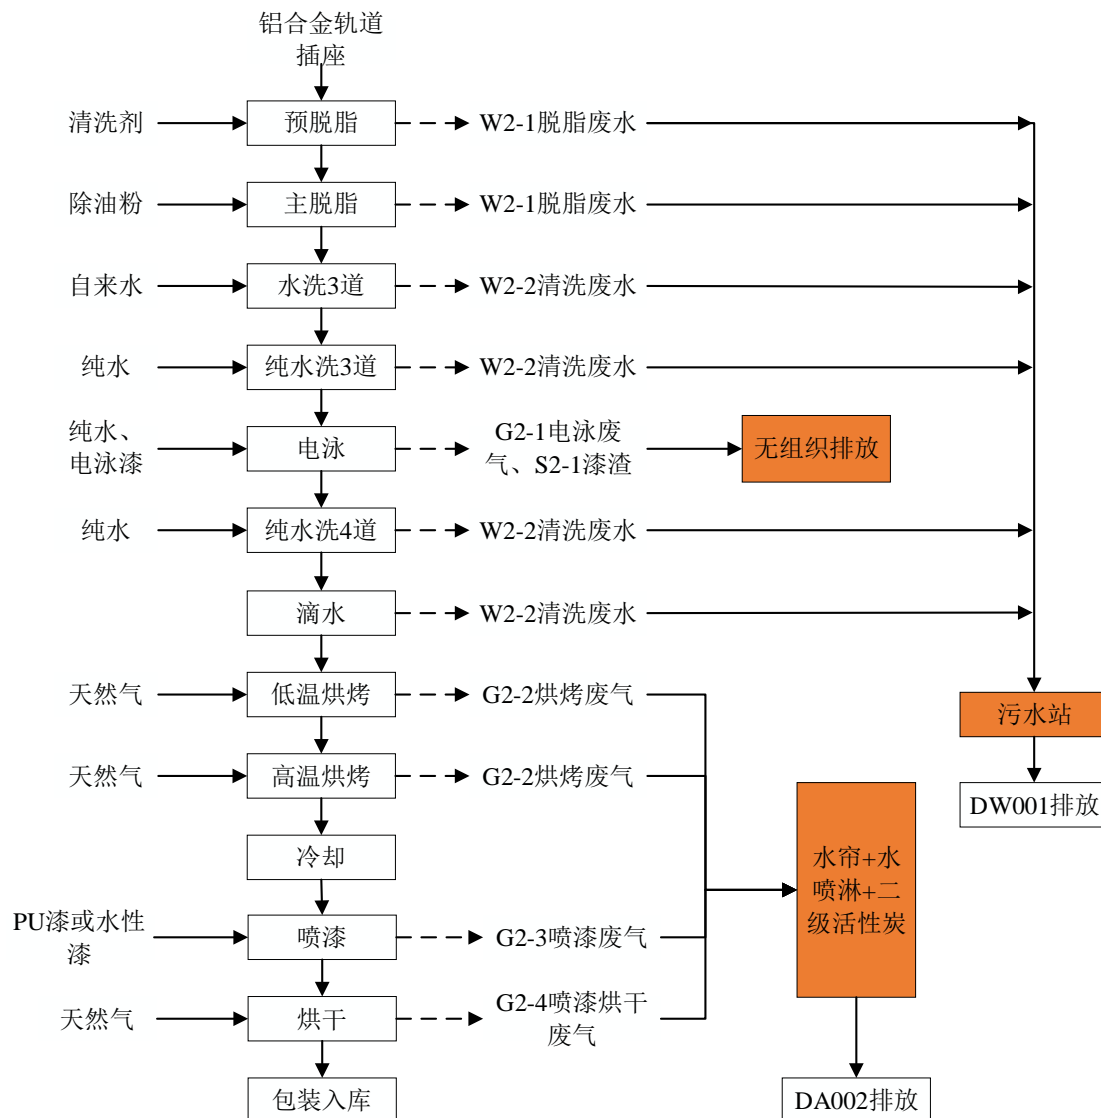 铝合金轨道
插座
清洗剂
预脱脂
W2-1脱脂废水
除油粉
主脱脂
W2-1脱脂废水
自来水
水洗3道
W2-2清洗废水
纯水
纯水洗3道
W2-2清洗废水
纯水、
电泳漆
电泳
G2-1电泳废
气、S2-1漆渣
无组织排放
纯水
纯水洗4道
W2-2清洗废水
滴水
W2-2清洗废水
天然气
低温烘烤
G2-2烘烤废气
污水站
天然气
高温烘烤
G2-2烘烤废气
DW001排放
冷却
水帘+水
喷淋+二
级活性炭
PU漆或水性
漆
喷漆
G2-3喷漆废气
天然气
烘干
G2-4喷漆烘干
废气
包装入库
DA002排放